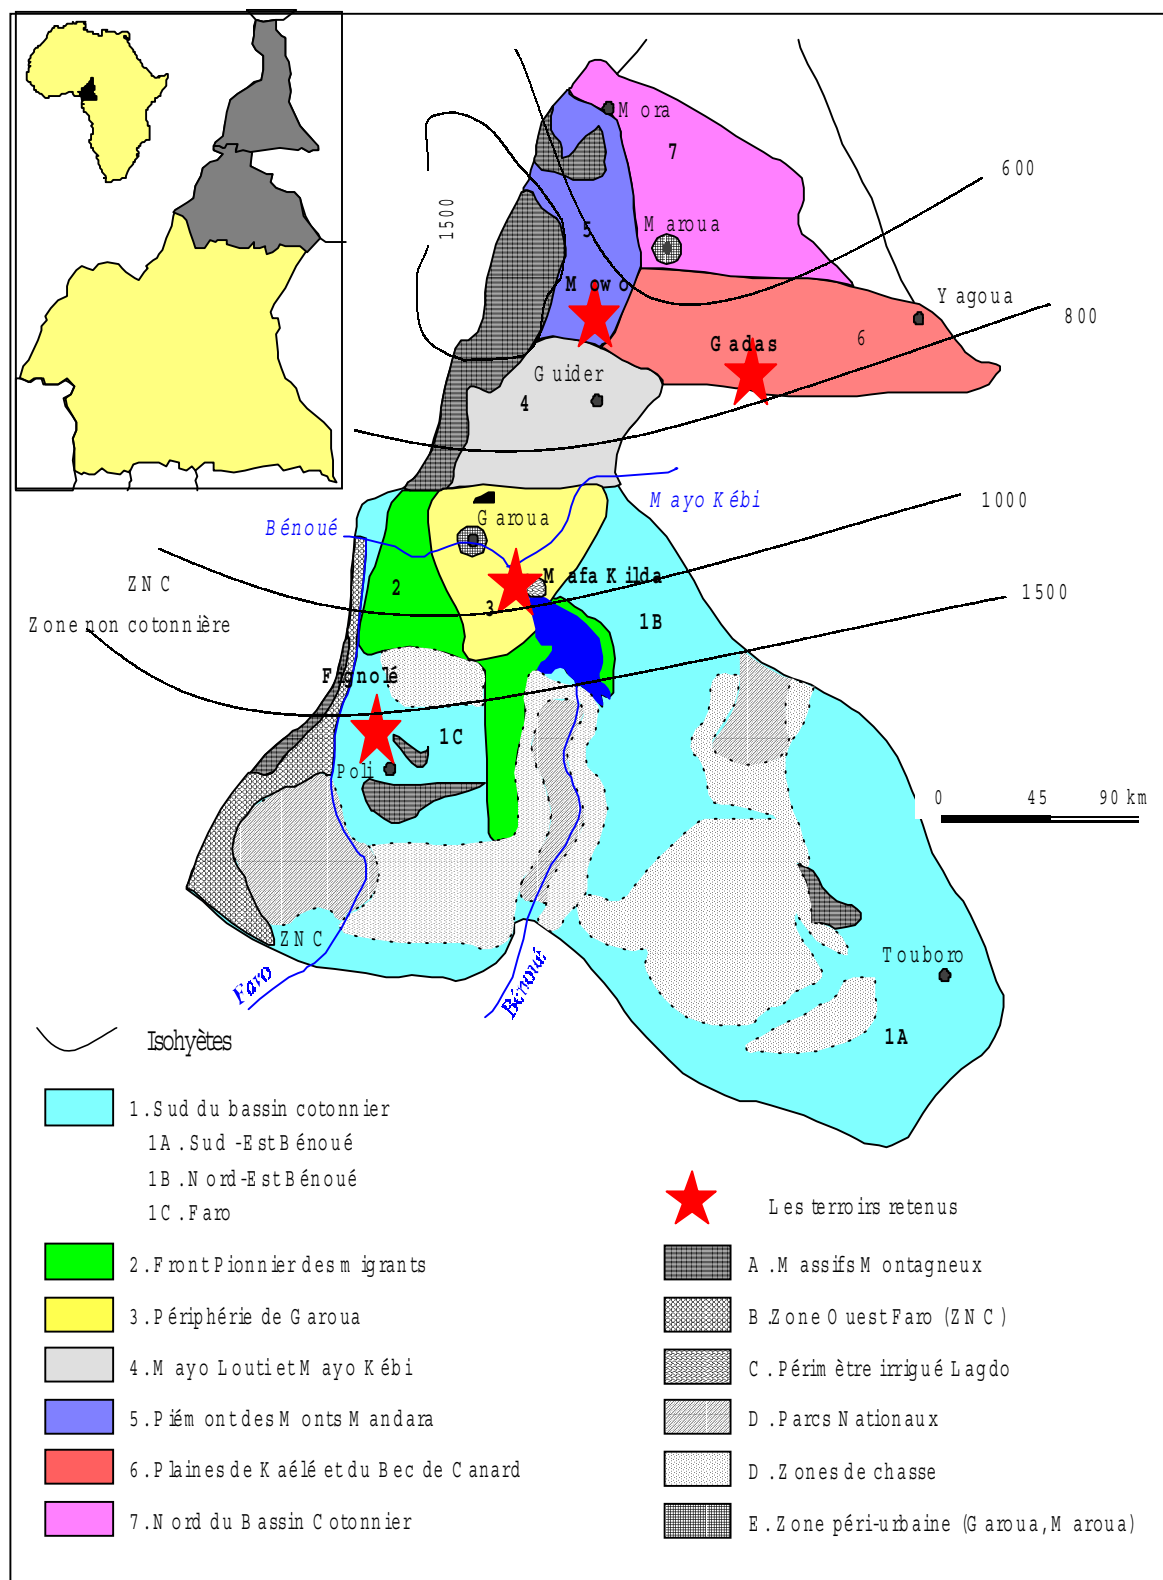 Mora
7
600
1500
5
Maroua
Mowo
Yagoua
800
Gadas
6
Guider
4
Mayo Kébi
1000
Garoua
Bénoué
ZNC
2
Mafa Kilda
3
1500
1B
Zone non cotonnière
Fignolé
1C
Poli
0 45 90 km
ZNC
Touboro
Faro
Bénoué
1A
Isohyètes
1. Sud du bassin cotonnier
1A. Sud -Est Bénoué
1B. Nord-Est Bénoué
1C. Faro
2. Front Pionnier des migrants
3. Périphérie de Garoua
4. Mayo Louti et Mayo Kébi
5. Piémont des Monts Mandara
6. Plaines de Kaélé et du Bec de Canard
7. Nord du Bassin Cotonnier
Les terroirs retenus
A. Massifs Montagneux
B. Zone Ouest Faro (ZNC)
C. Périmètre irrigué Lagdo
D. Parcs Nationaux
D. Zones de chasse
E. Zone péri-urbaine (Garoua, Maroua)